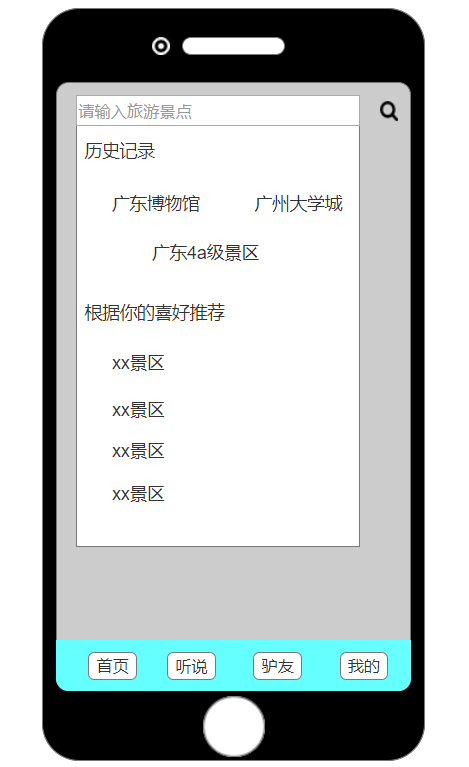 请输入旅游景点
历史记录
广东博物馆 广州大学城
广东4a级景区
根据你的喜好推荐
xx景区
xx景区
xx景区
xx景区
首页 听说 驴友 我的